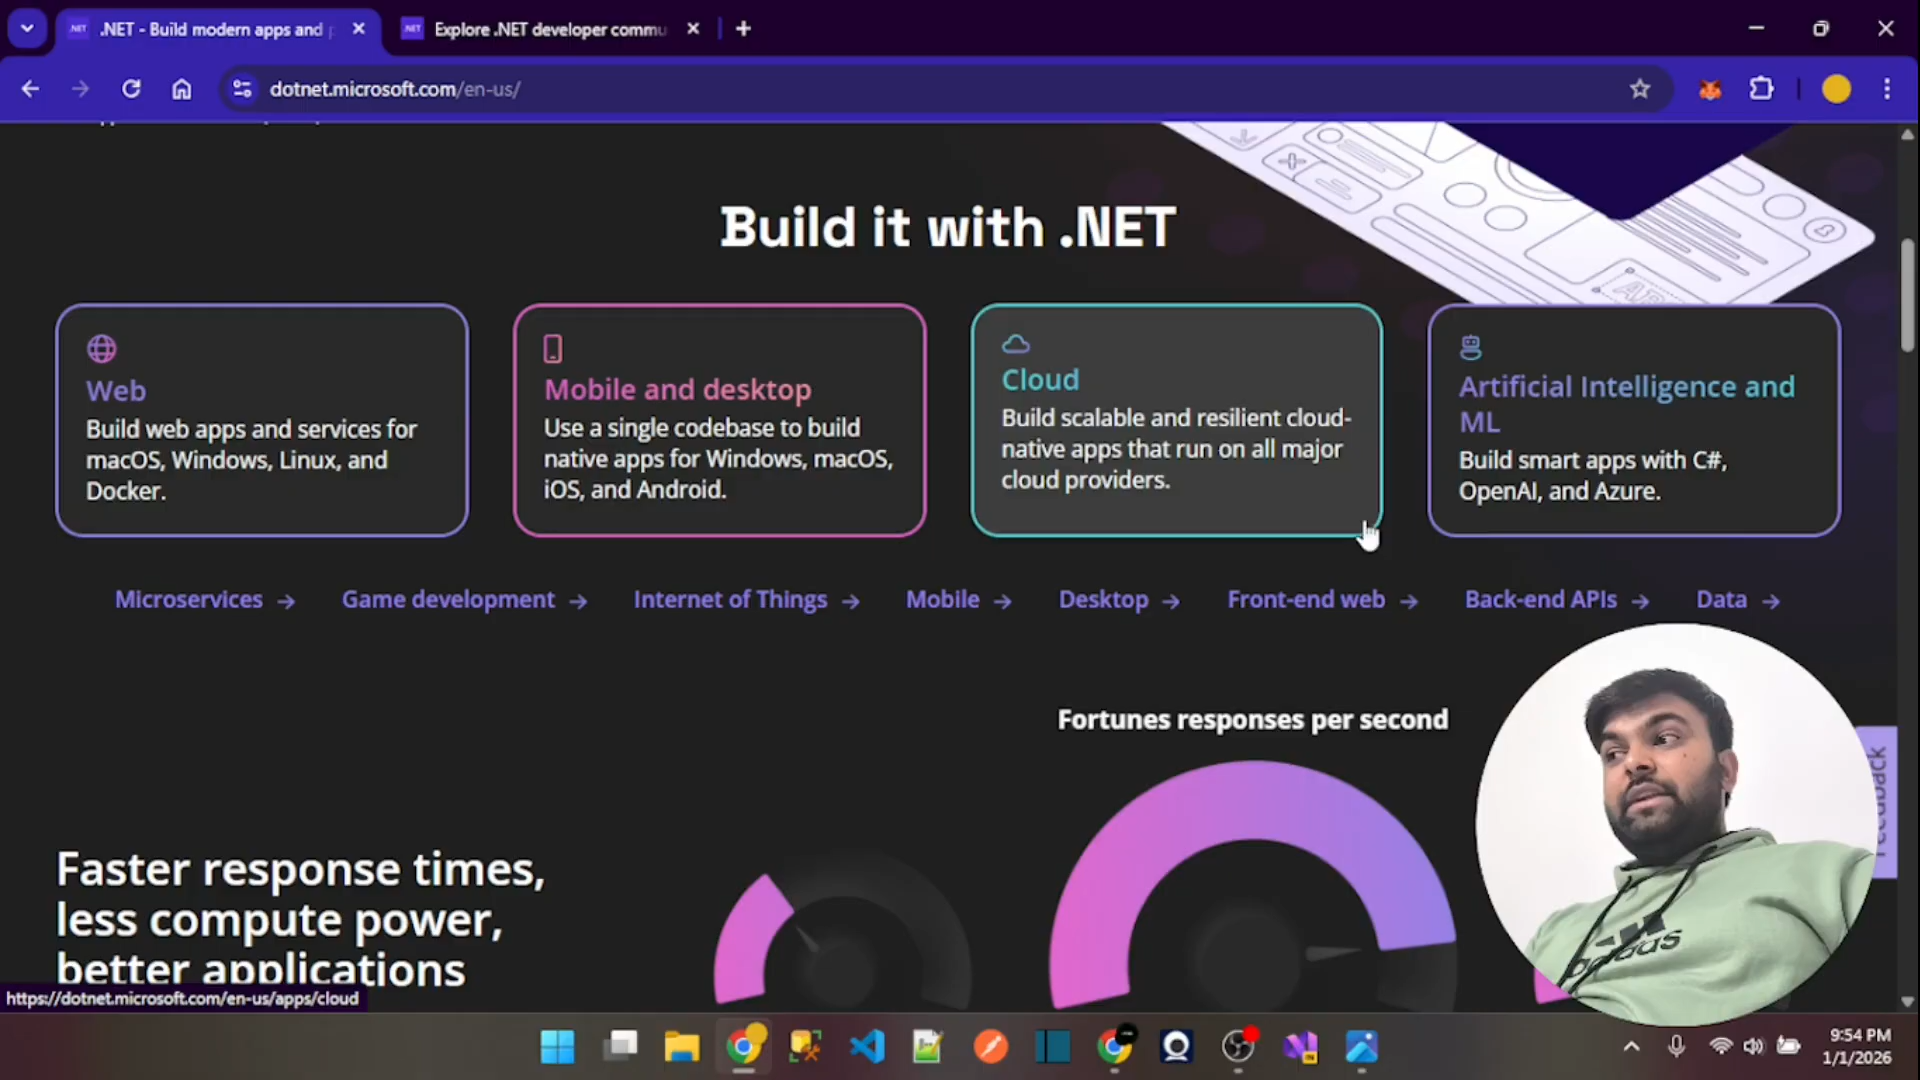 .NET - Build modern apps and
Explore .NET developer commu
dotnet.microsoft.com/en-us/
Build it with .NET
Web
Build web apps and services for
macOS, Windows, Linux, and
Docker.
Mobile and desktop
Use a single codebase to build
native apps for Windows, macOS,
iOS, and Android.
Cloud
Build scalable and resilient cloud-
native apps that run on all major
cloud providers.
Artificial Intelligence and
ML
Build smart apps with C#,
OpenAI, and Azure.
Microservices →
Game development →
Internet of Things →
Mobile →
Desktop →
Front-end web →
Back-end APIs →
Data →
Fortunes responses per second
Faster response times,
less compute power,
better applications
Feedback
adidas
https://dotnet.microsoft.com/en-us/apps/cloud
9:54 PM
1/1/2026